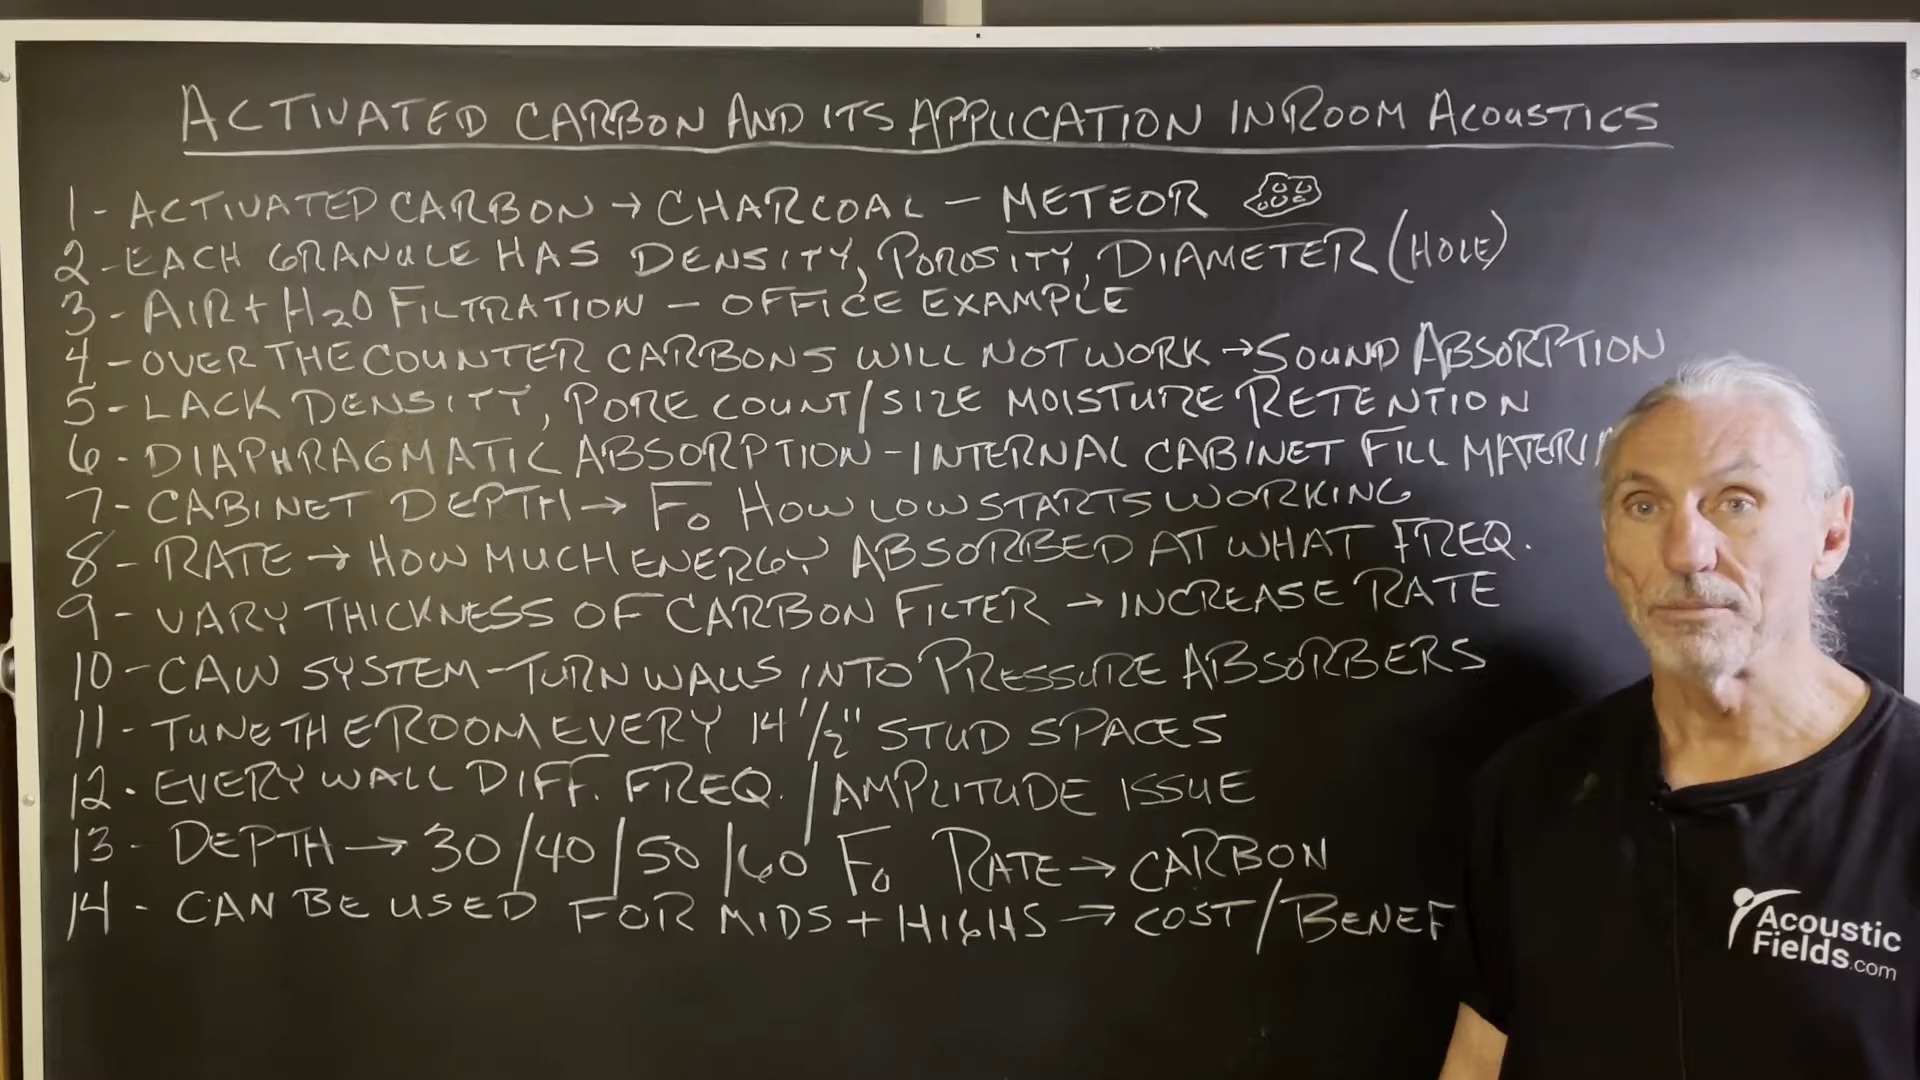 ACTIVATED CARBON AND ITS APPLICATION IN ROOM ACOUSTICS
1 - ACTIVATED CARBON → CHARCOAL - METEOR
2 - EACH GRANULE HAS DENSITY, POROSITY, DIAMETER (HOLE)
3 - AIR + H2O FILTRATION - OFFICE EXAMPLE
4 - OVER THE COUNTER CARBONS WILL NOT WORK → SOUND ABSORPTION
5 - LACK DENSITY, PORE COUNT/SIZE MOISTURE RETENTION
6 - DIAPHRAGMATIC ABSORPTION - INTERNAL CABINET FILL MATERI
7 - CABINET DEPTH → Fo HOW LOW STARTS WORKING
8 - RATE → HOW MUCH ENERGY ABSORBED AT WHAT FREQ.
9 - VARY THICKNESS OF CARBON FILTER → INCREASE RATE
10 - CAW SYSTEM - TURN WALLS INTO PRESSURE ABSORBERS
11 - TUNE THE ROOM EVERY 14 1/2" STUD SPACES
12. EVERY WALL DIFF. FREQ. / AMPLITUDE ISSUE
13 - DEPTH → 30/40/50/60 Fo RATE → CARBON
14 - CAN BE USED FOR MIDS + HIGHS → COST/BENEF
Acoustic
Fields.com